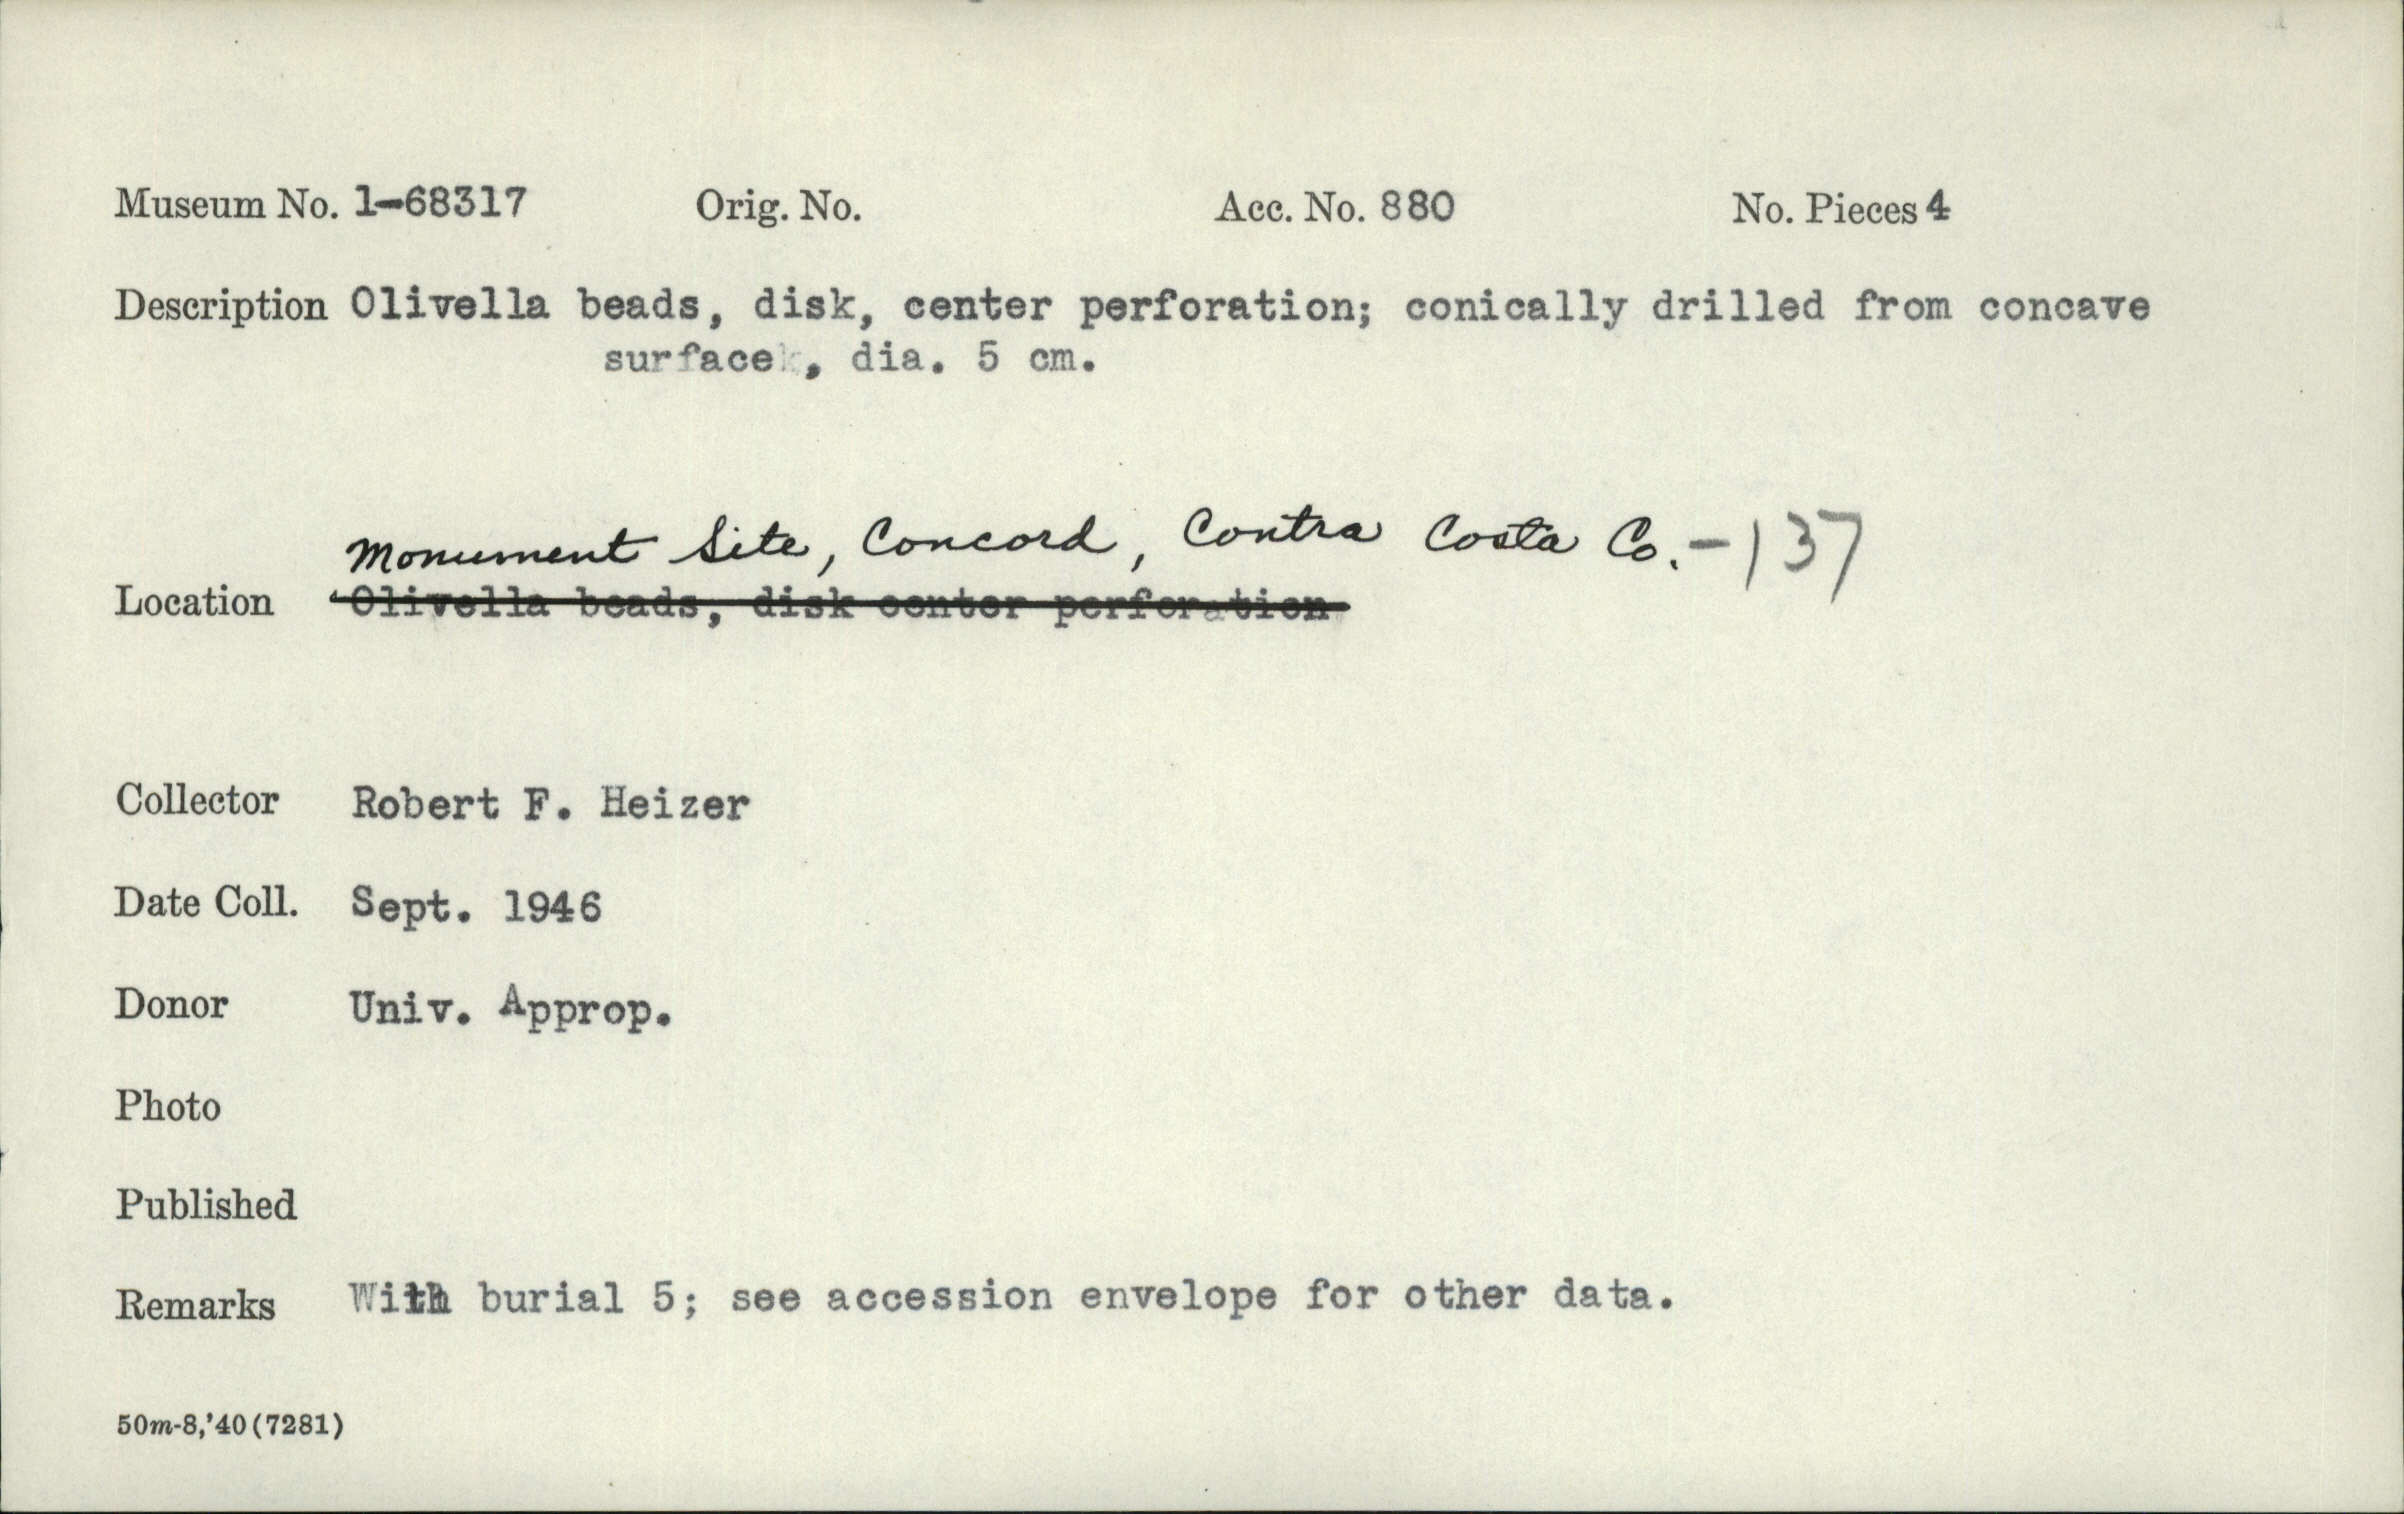 Museum No. 1-68317 Orig. No. Acc. No. 880 No. Pieces 4
Description Olivella beads, disk, center perforation; conically drilled from concave
surface, dia. 5 cm.
Monument Site, Concord, Contra Costa Co. - 137
Location Olivella beads, disk center perforation
Collector Robert F. Heizer
Date Coll. Sept. 1946
Donor Univ. Approp.
Photo
Published
Remarks With burial 5; see accession envelope for other data.
50m-8,'40(7281)